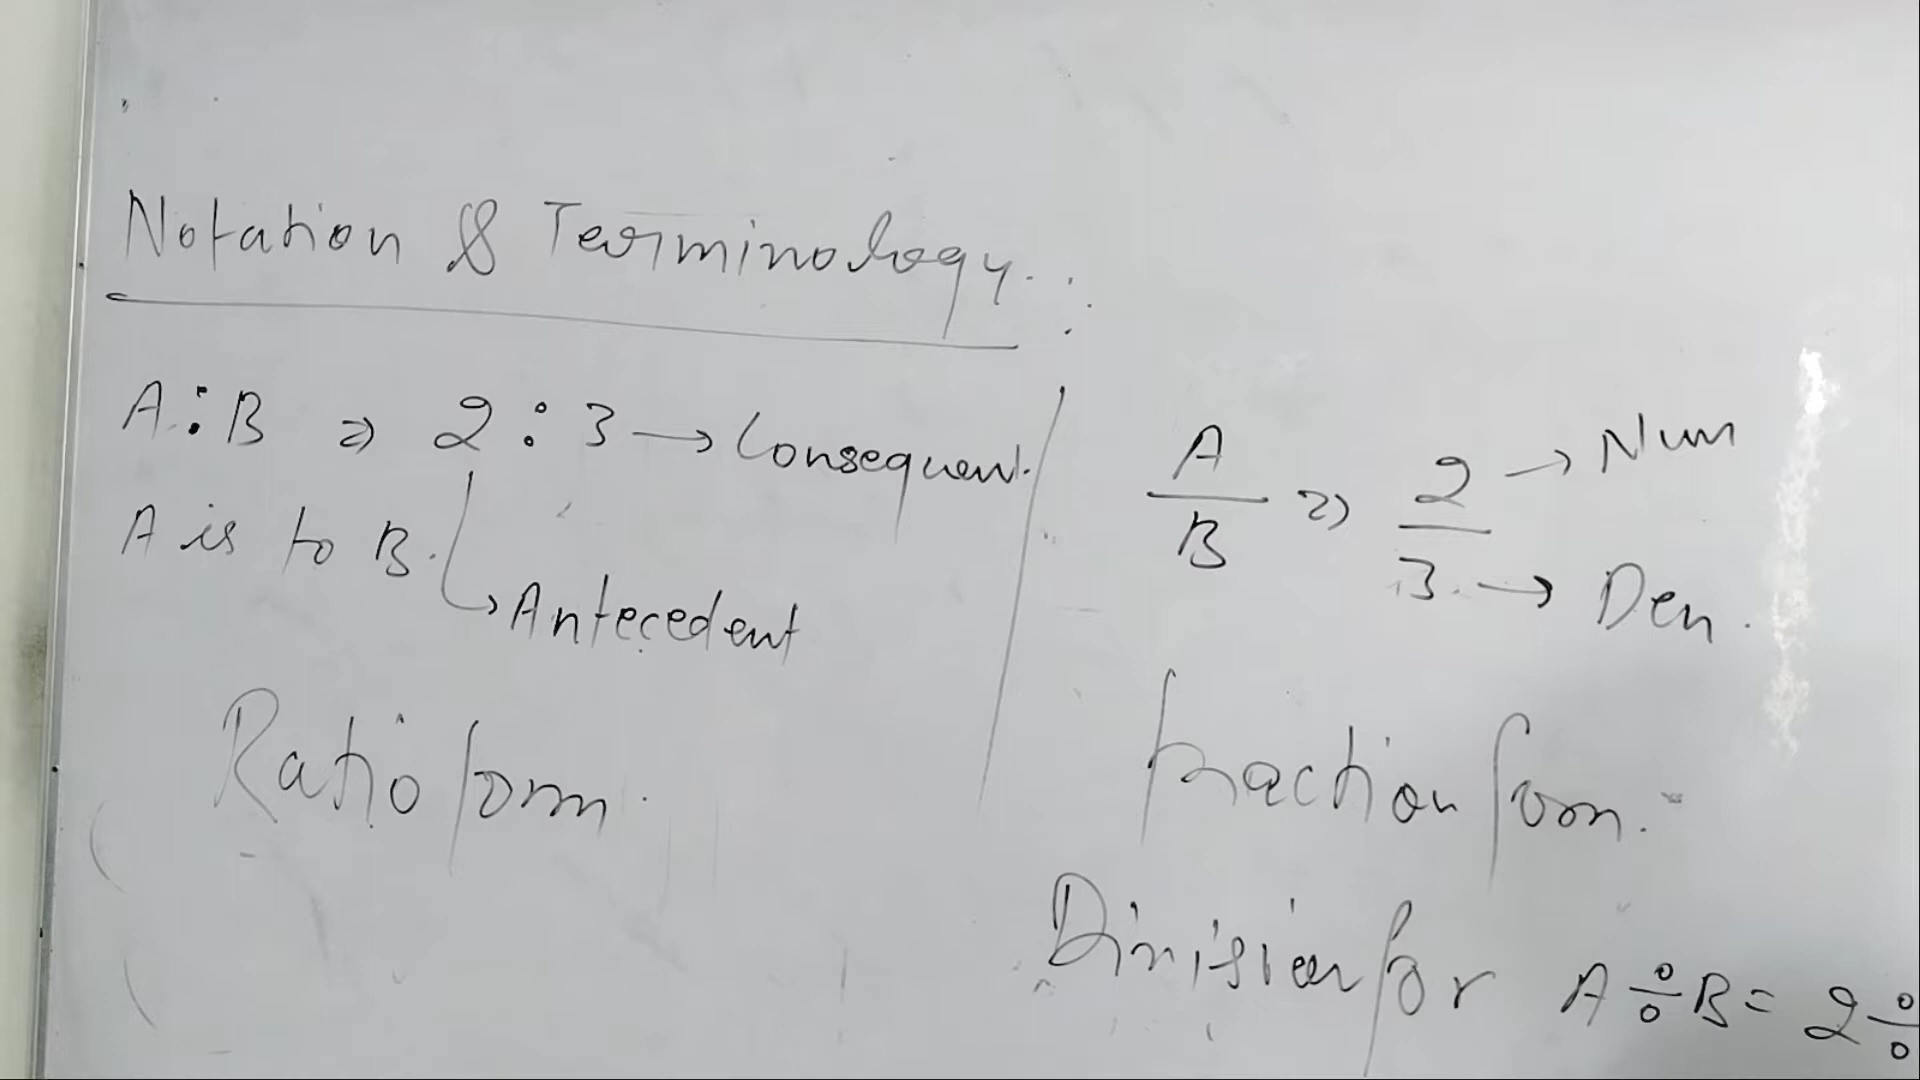 Notation & Terminology :
A : B ⇒ 2 : 3 → Consequent.
A is to B.
↳ Antecedent
Ratio form.
A/B ⇒ 2/3
→ Num
→ Den.
fraction form.
Division for A ÷ B = 2 ÷